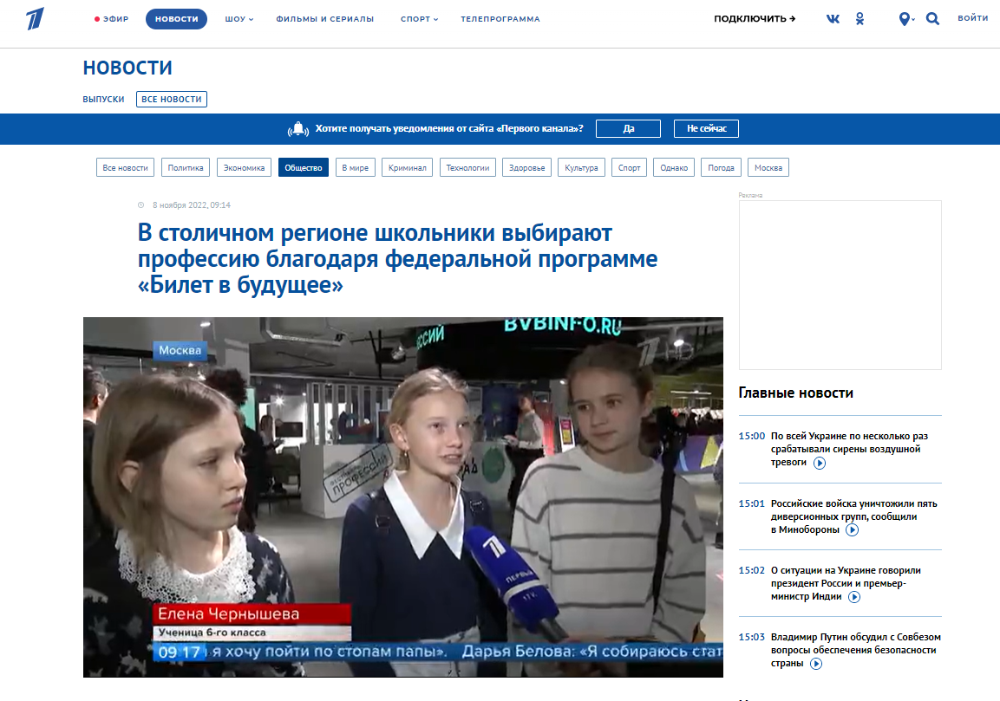 ЭФИР
НОВОСТИ
ШОУ
ФИЛЬМЫ И СЕРИАЛЫ
СПОРТ
ТЕЛЕПРОГРАММА
ПОДКЛЮЧИТЬ →
ВОЙТИ
НОВОСТИ
ВЫПУСКИ
ВСЕ НОВОСТИ
Хотите получать уведомления от сайта «Первого канала»?
Да
Не сейчас
Все новости
Политика
Экономика
Общество
В мире
Криминал
Технологии
Здоровье
Культура
Спорт
Однако
Погода
Москва
8 ноября 2022, 09:14
В столичном регионе школьники выбирают
профессию благодаря федеральной программе
«Билет в будущее»
BVBINFO.RU
ССИЙ
HD
Москва
ПРОФЕССИЙ
ПЕРВЫЙ
Елена Чернышева
Ученица 6-го класса
09 17
я хочу пойти по стопам папы».  Дарья Белова: «Я собираюсь стат
Реклама
Главные новости
15:00 По всей Украине по несколько раз
срабатывали сирены воздушной
тревоги
15:01 Российские войска уничтожили пять
диверсионных групп, сообщили
в Минобороны
15:02 О ситуации на Украине говорили
президент России и премьер-
министр Индии
15:03 Владимир Путин обсудил с Совбезом
вопросы обеспечения безопасности
страны